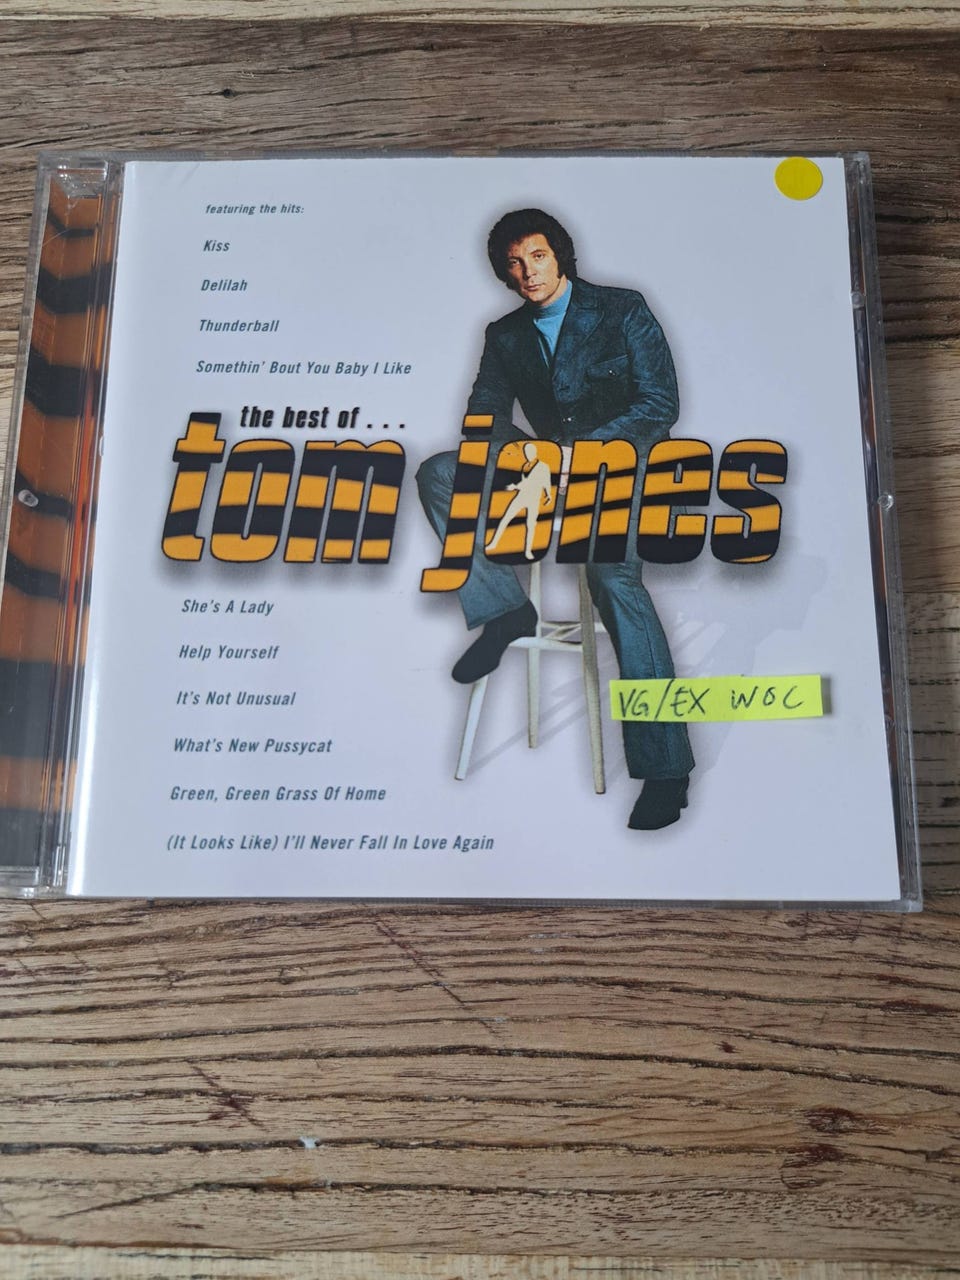 featuring the hits:
Kiss
Delilah
Thunderball
Somethin' Bout You Baby I Like
the best of...
tom jones
She's A Lady
Help Yourself
It's Not Unusual
VG/EX WOC
What's New Pussycat
Green, Green Grass Of Home
(It Looks Like) I'll Never Fall In Love Again